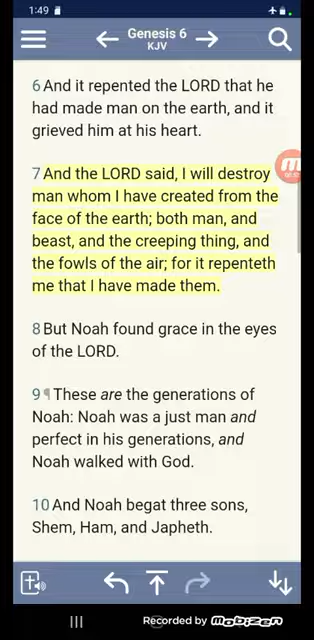 1:49
Genesis 6
KJV
6 And it repented the LORD that he
had made man on the earth, and it
grieved him at his heart.
7 And the LORD said, I will destroy
man whom I have created from the
face of the earth; both man, and
beast, and the creeping thing, and
the fowls of the air; for it repenteth
me that I have made them.
8 But Noah found grace in the eyes
of the LORD.
9 ¶ These are the generations of
Noah: Noah was a just man and
perfect in his generations, and
Noah walked with God.
10 And Noah begat three sons,
Shem, Ham, and Japheth.
Recorded by mobizen